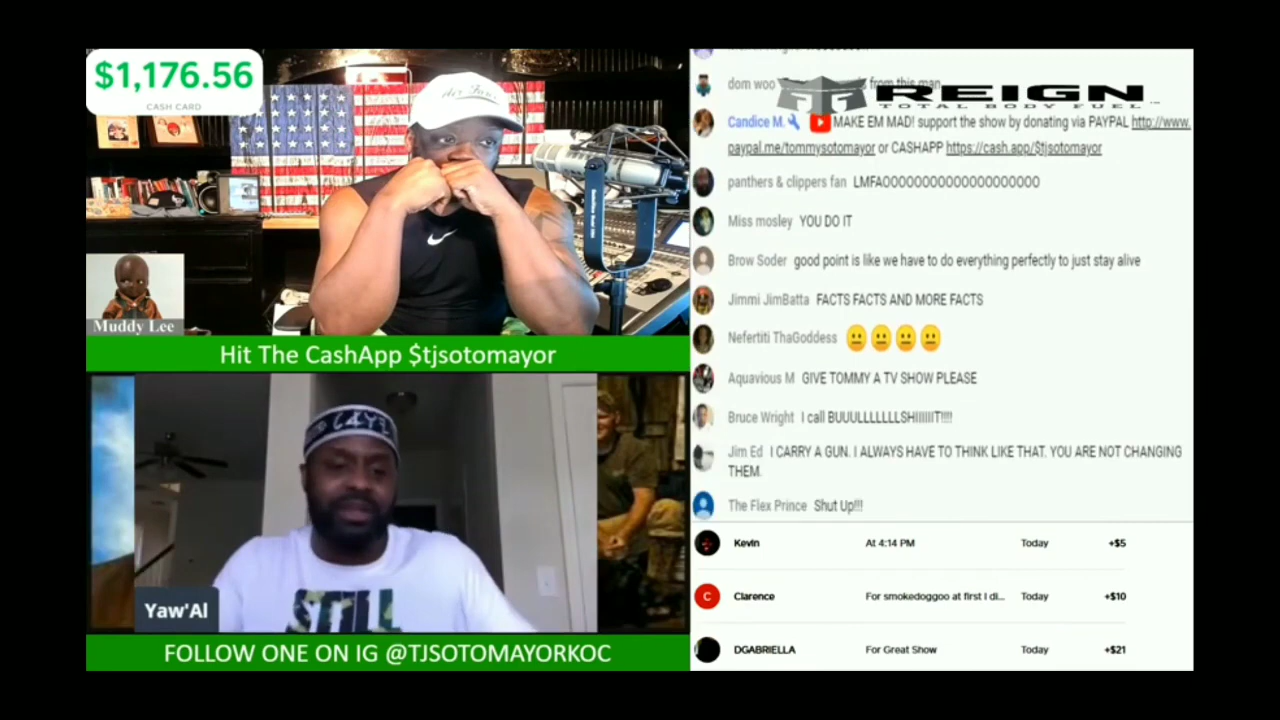 $1,176.56
CASH CARD
Muddy Lee
Hit The CashApp $tjsotomayor
Yaw'Al
STILL
FOLLOW ONE ON IG @TJSOTOMAYORKOC
dom woo from this man
REIGN
TOTAL BODY FUEL
Candice M. MAKE EM MAD! support the show by donating via PAYPAL http://www.
paypal.me/tommysotomayor or CASHAPP https://cash.app/$tjsotomayor
panthers & clippers fan LMFAOOOOOOOOOOOOOOOOOOOOO
Miss mosley YOU DO IT
Brow Soder good point is like we have to do everything perfectly to just stay alive
Jimmi JimBatta FACTS FACTS AND MORE FACTS
Nefertiti ThaGoddess 😐😐😐😐
Aquavious M GIVE TOMMY A TV SHOW PLEASE
Bruce Wright I call BUUULLLLLLLSHIIIIIIT!!!!
Jim Ed I CARRY A GUN. I ALWAYS HAVE TO THINK LIKE THAT. YOU ARE NOT CHANGING
THEM.
The Flex Prince Shut Up!!!
Kevin At 4:14 PM Today +$5
C Clarence For smokedoggoo at first I di... Today +$10
DGABRIELLA For Great Show Today +$21